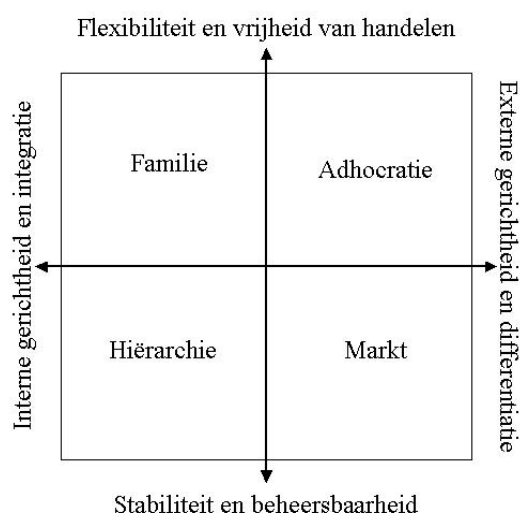 Flexibiliteit en vrijheid van handelen
Interne gerichtheid en integratie
Familie
Adhocratie
Externe gerichtheid en differentiatie
Hiërarchie
Markt
Stabiliteit en beheersbaarheid